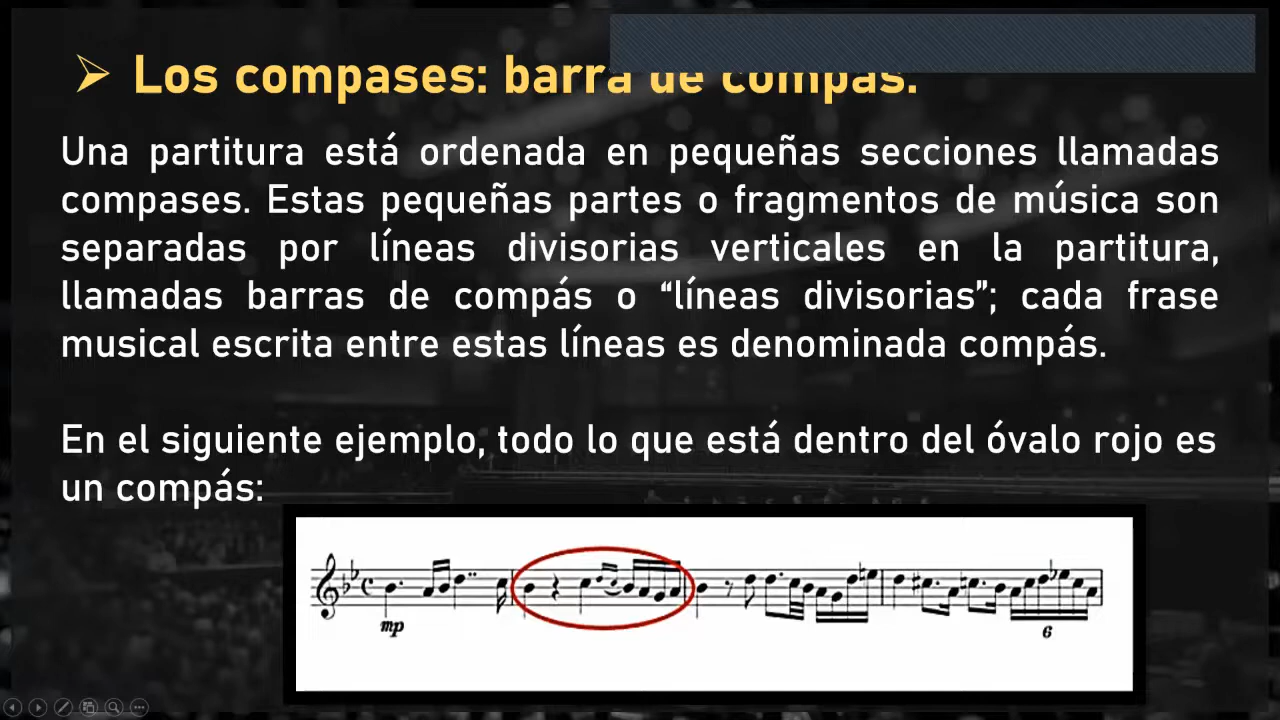 Los compases: barra de compás.
Una partitura está ordenada en pequeñas secciones llamadas
compases. Estas pequeñas partes o fragmentos de música son
separadas por líneas divisorias verticales en la partitura,
llamadas barras de compás o “líneas divisorias”; cada frase
musical escrita entre estas líneas es denominada compás.
En el siguiente ejemplo, todo lo que está dentro del óvalo rojo es
un compás:
mp
6